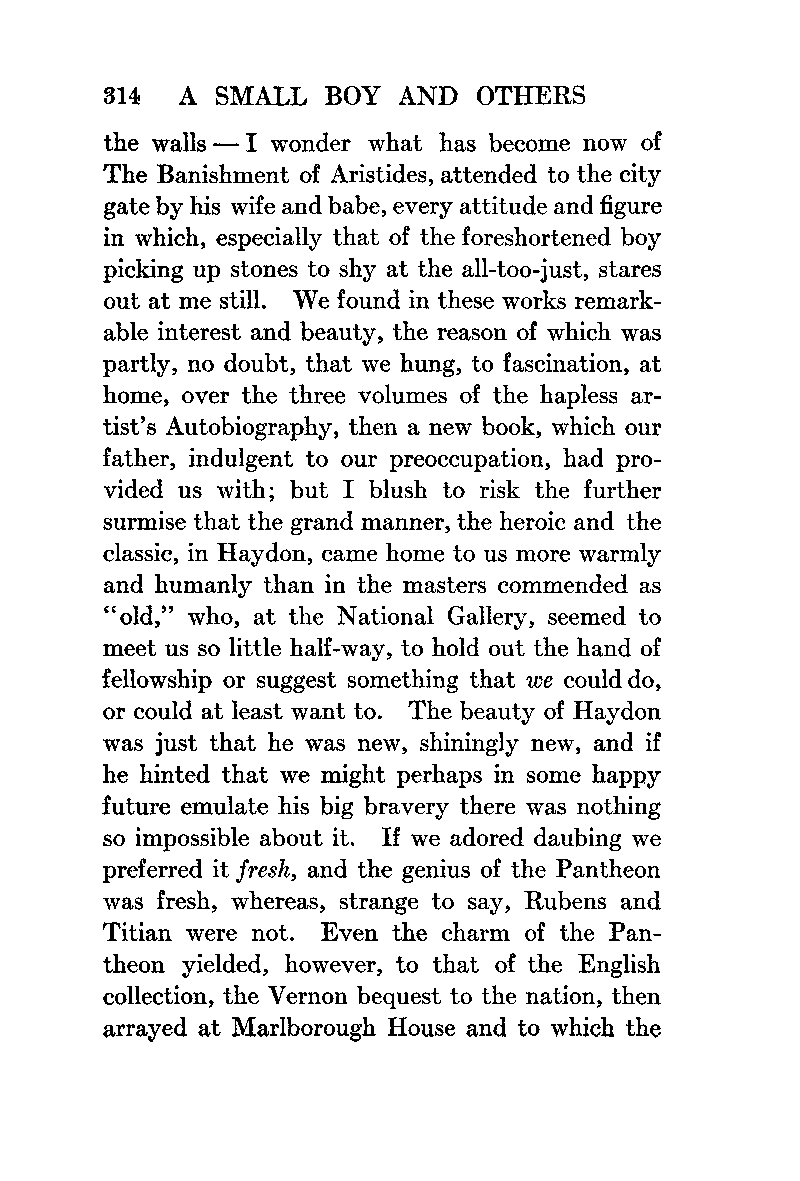 314 A SMALL BOY AND OTHERS
the walls — I wonder what has become now of
The Banishment of Aristides, attended to the city
gate by his wife and babe, every attitude and figure
in which, especially that of the foreshortened boy
picking up stones to shy at the all-too-just, stares
out at me still. We found in these works remark-
able interest and beauty, the reason of which was
partly, no doubt, that we hung, to fascination, at
home, over the three volumes of the hapless ar-
tist's Autobiography, then a new book, which our
father, indulgent to our preoccupation, had pro-
vided us with; but I blush to risk the further
surmise that the grand manner, the heroic and the
classic, in Haydon, came home to us more warmly
and humanly than in the masters commended as
"old," who, at the National Gallery, seemed to
meet us so little half-way, to hold out the hand of
fellowship or suggest something that we could do,
or could at least want to. The beauty of Haydon
was just that he was new, shiningly new, and if
he hinted that we might perhaps in some happy
future emulate his big bravery there was nothing
so impossible about it. If we adored daubing we
preferred it fresh, and the genius of the Pantheon
was fresh, whereas, strange to say, Rubens and
Titian were not. Even the charm of the Pan-
theon yielded, however, to that of the English
collection, the Vernon bequest to the nation, then
arrayed at Marlborough House and to which the